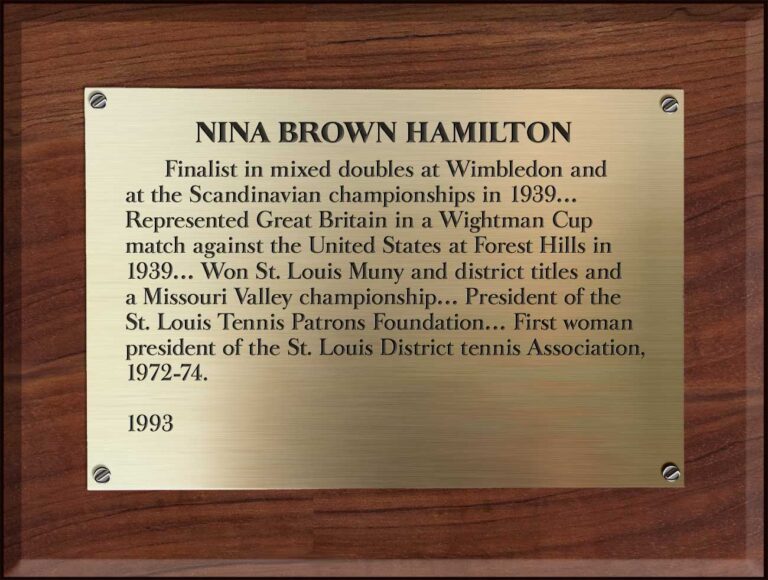 NINA BROWN HAMILTON
Finalist in mixed doubles at Wimbledon and
at the Scandinavian championships in 1939...
Represented Great Britain in a Wightman Cup
match against the United States at Forest Hills in
1939... Won St. Louis Muny and district titles and
a Missouri Valley championship... President of the
St. Louis Tennis Patrons Foundation... First woman
president of the St. Louis District tennis Association,
1972-74.
1993